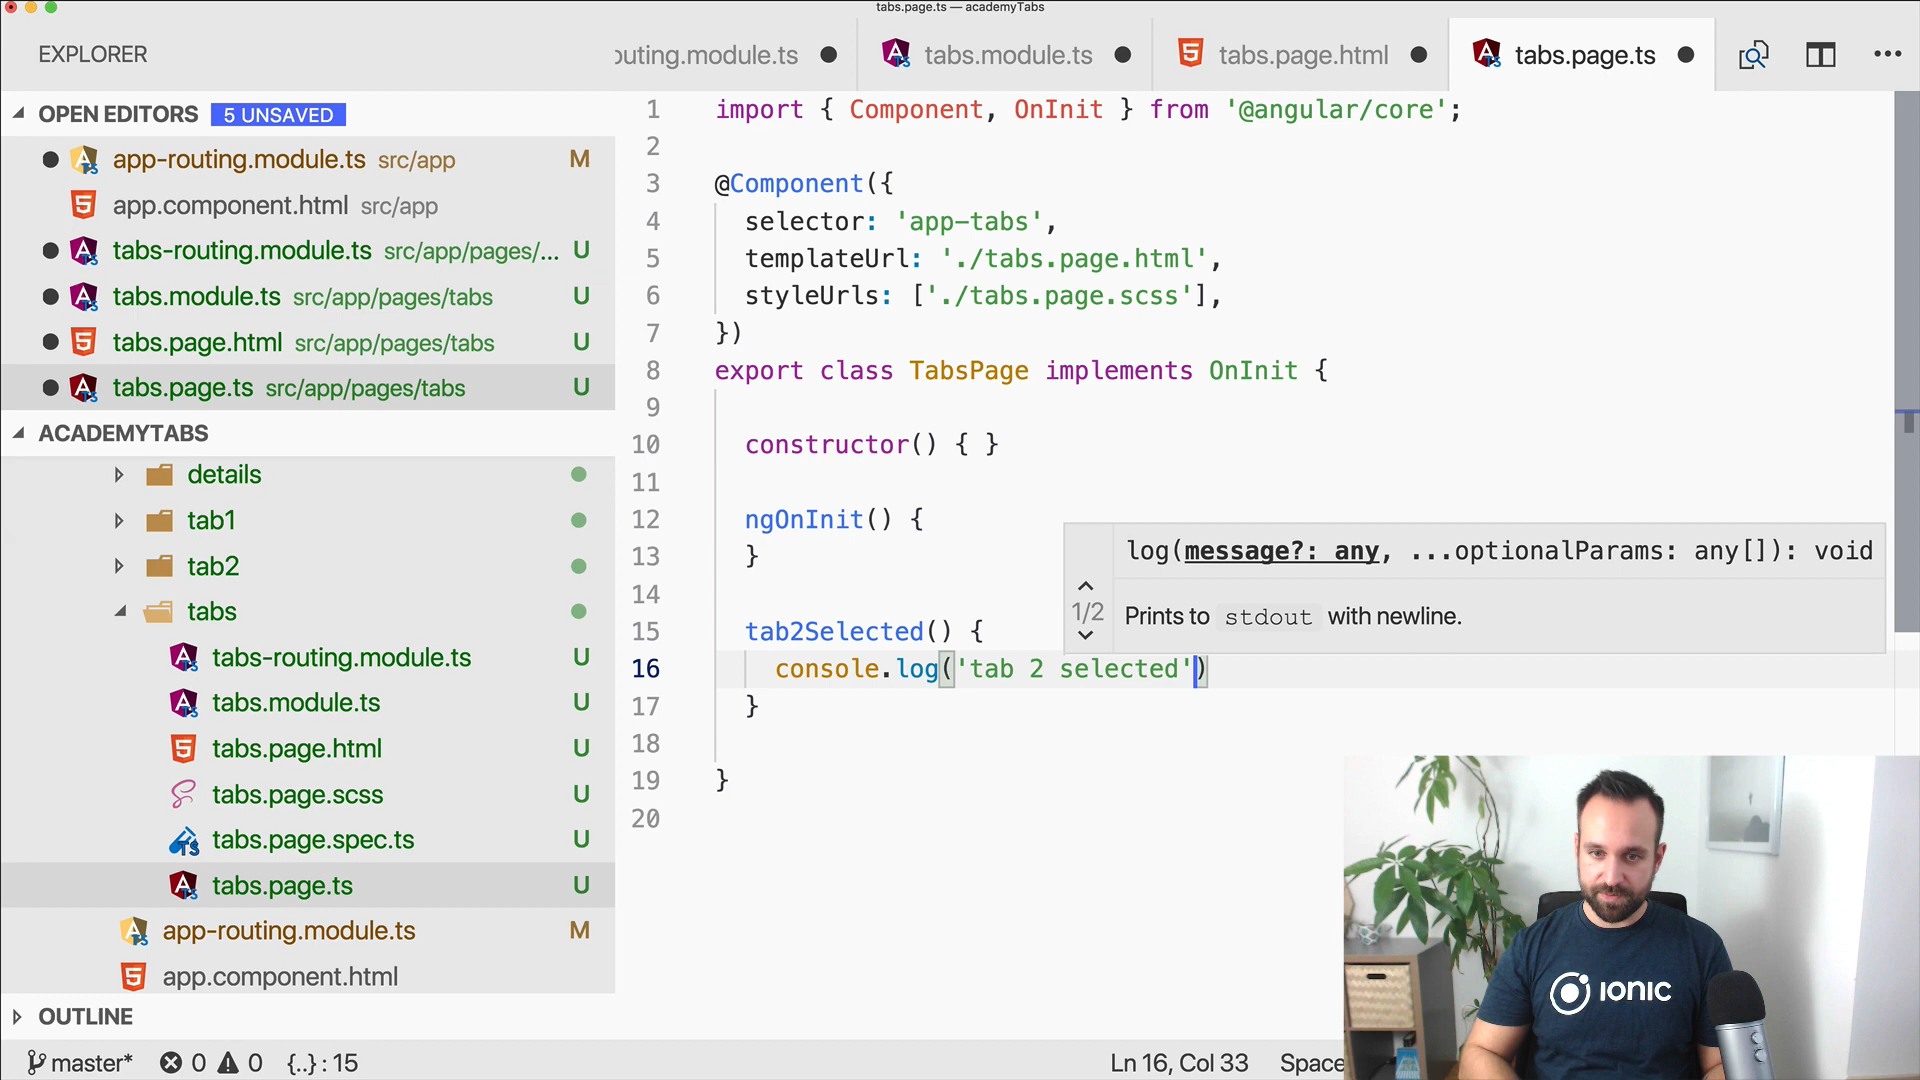 tabs.page.ts — academyTabs
EXPLORER
outing.module.ts
tabs.module.ts
tabs.page.html
tabs.page.ts
OPEN EDITORS 5 UNSAVED
app-routing.module.ts src/app M
app.component.html src/app
tabs-routing.module.ts src/app/pages/... U
tabs.module.ts src/app/pages/tabs U
tabs.page.html src/app/pages/tabs U
tabs.page.ts src/app/pages/tabs U
ACADEMYTABS
details
tab1
tab2
tabs
tabs-routing.module.ts U
tabs.module.ts U
tabs.page.html U
tabs.page.scss U
tabs.page.spec.ts U
tabs.page.ts U
app-routing.module.ts M
app.component.html
OUTLINE
1 import { Component, OnInit } from '@angular/core';
2
3 @Component({
4 selector: 'app-tabs',
5 templateUrl: './tabs.page.html',
6 styleUrls: ['./tabs.page.scss'],
7 })
8 export class TabsPage implements OnInit {
9
10 constructor() { }
11
12 ngOnInit() {
13 }
14
15 tab2Selected() {
16 console.log('tab 2 selected')
17 }
18
19 }
20
log(message?: any, ...optionalParams: any[]): void
1/2
Prints to stdout with newline.
IONIC
master* 0 0 {..}: 15
Ln 16, Col 33 Space